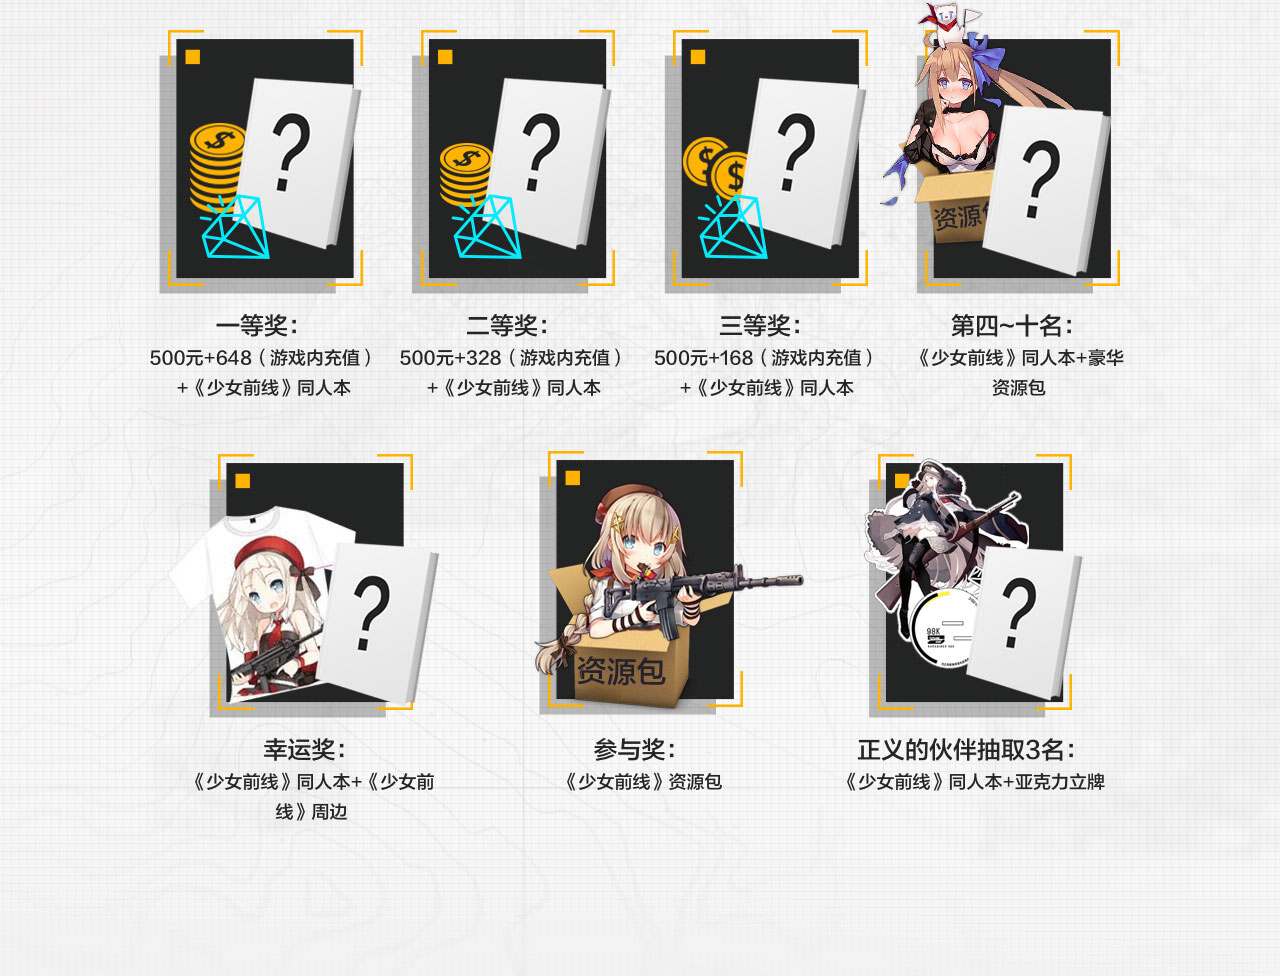 ?
?
?
?
资源
一等奖：
500元+648（游戏内充值）
+《少女前线》同人本
二等奖：
500元+328（游戏内充值）
+《少女前线》同人本
三等奖：
500元+168（游戏内充值）
+《少女前线》同人本
第四~十名：
《少女前线》同人本+豪华
资源包
?
资源包
98K
?
幸运奖：
《少女前线》同人本+《少女前
线》周边
参与奖：
《少女前线》资源包
正义的伙伴抽取3名：
《少女前线》同人本+亚克力立牌